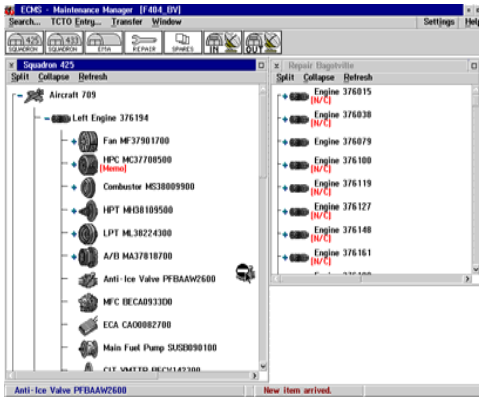 ECMS - Maintenance Manager [F404_BV]
Search... TCTO Entry... Transfer Window Settings Help
425 SQUADRON 433 SQUADRON EMA REPAIR SPARES IN OUT
Squadron 425
Split Collapse Refresh
Aircraft 709
Left Engine 376194
Fan MF37901700
HPC MC37708500
[Memo]
Combustor MS38009900
HPT MH38109500
LPT ML38224300
A/B MA37818700
Anti-Ice Valve PFBAAW2600
MFC BECA0933D0
ECA CAO0082700
Main Fuel Pump SUSB090100
Repair Bagotville
Split Collapse Refresh
Engine 376015
[N/C]
Engine 376038
[N/C]
Engine 376079
Engine 376100
[N/C]
Engine 376119
[N/C]
Engine 376127
[N/C]
Engine 376148
[N/C]
Engine 376161
[N/C]
Anti-Ice Valve PFBAAW2600
New item arrived.